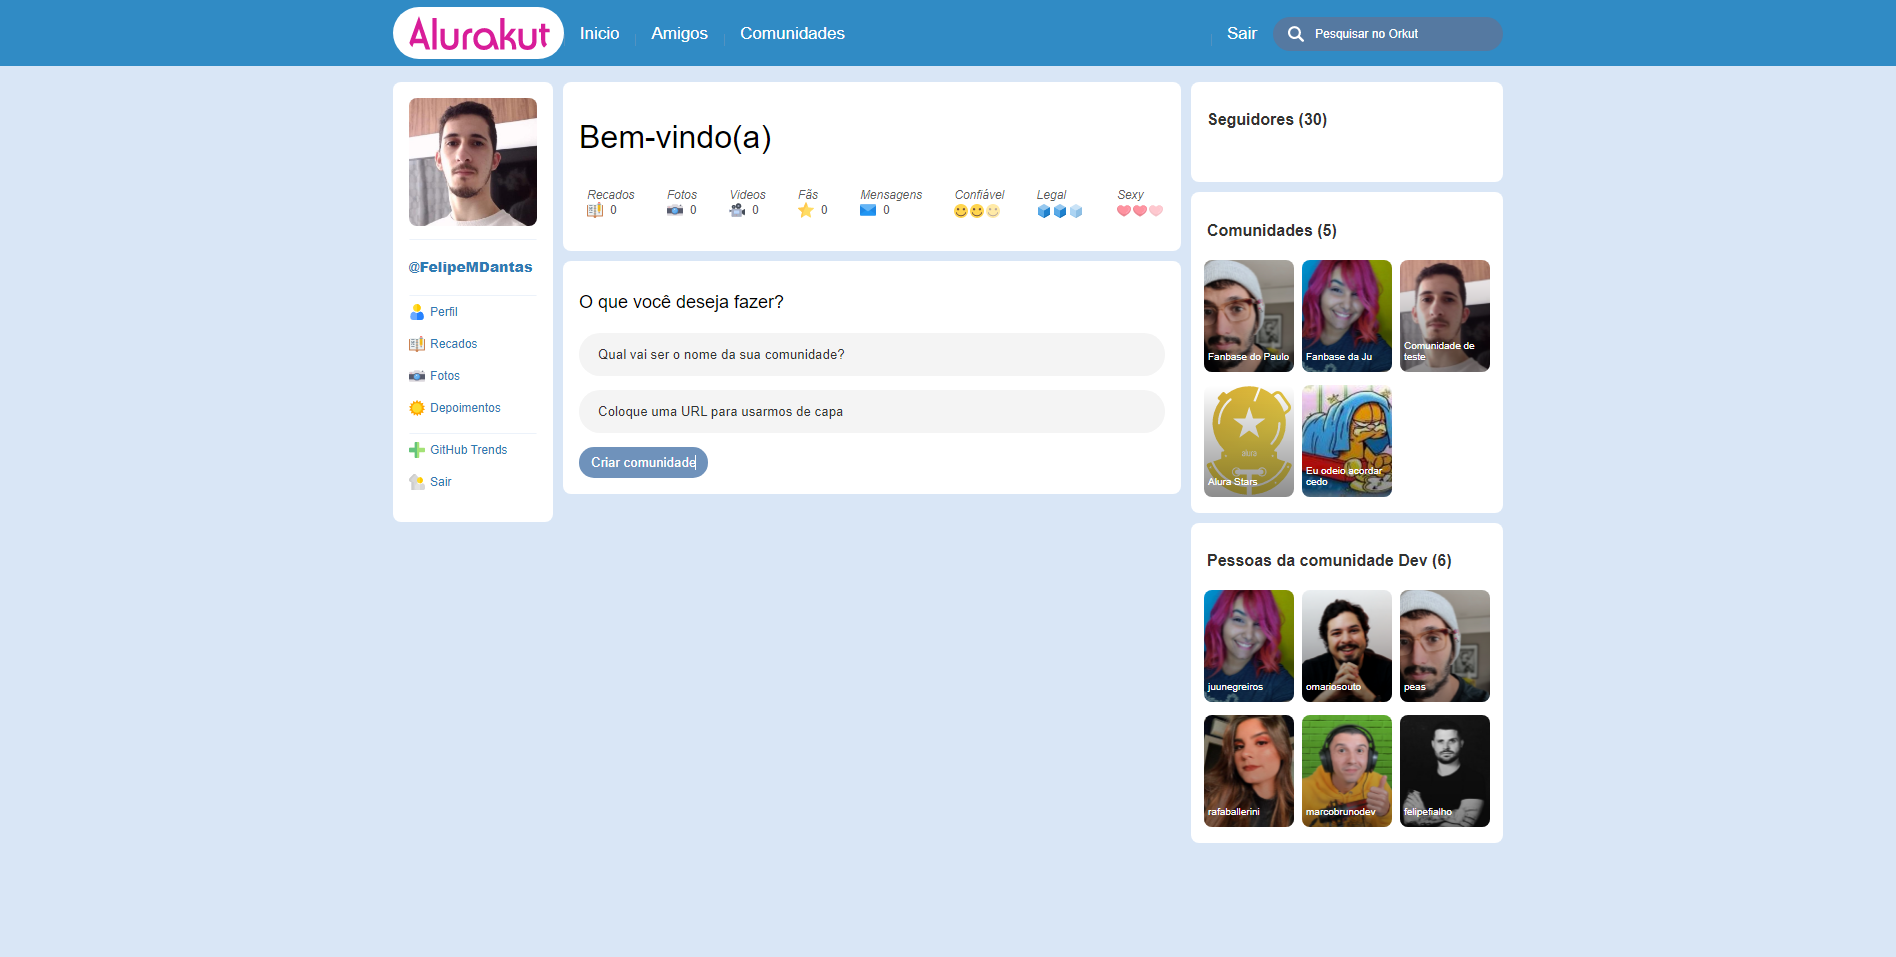 Alurakut
Inicio
Amigos
Comunidades
Sair
Pesquisar no Orkut
@FelipeMDantas
Perfil
Recados
Fotos
Depoimentos
GitHub Trends
Sair
Bem-vindo(a)
Recados
0
Fotos
0
Videos
0
Fãs
0
Mensagens
0
Confiável
Legal
Sexy
O que você deseja fazer?
Qual vai ser o nome da sua comunidade?
Coloque uma URL para usarmos de capa
Criar comunidade
Seguidores (30)
Comunidades (5)
Fanbase do Paulo
Fanbase da Ju
Comunidade de
teste
alura
Alura Stars
Eu odeio acordar
cedo
Pessoas da comunidade Dev (6)
juunegreiros
omariosouto
peas
rafaballerini
marcobrunodev
felipefialho